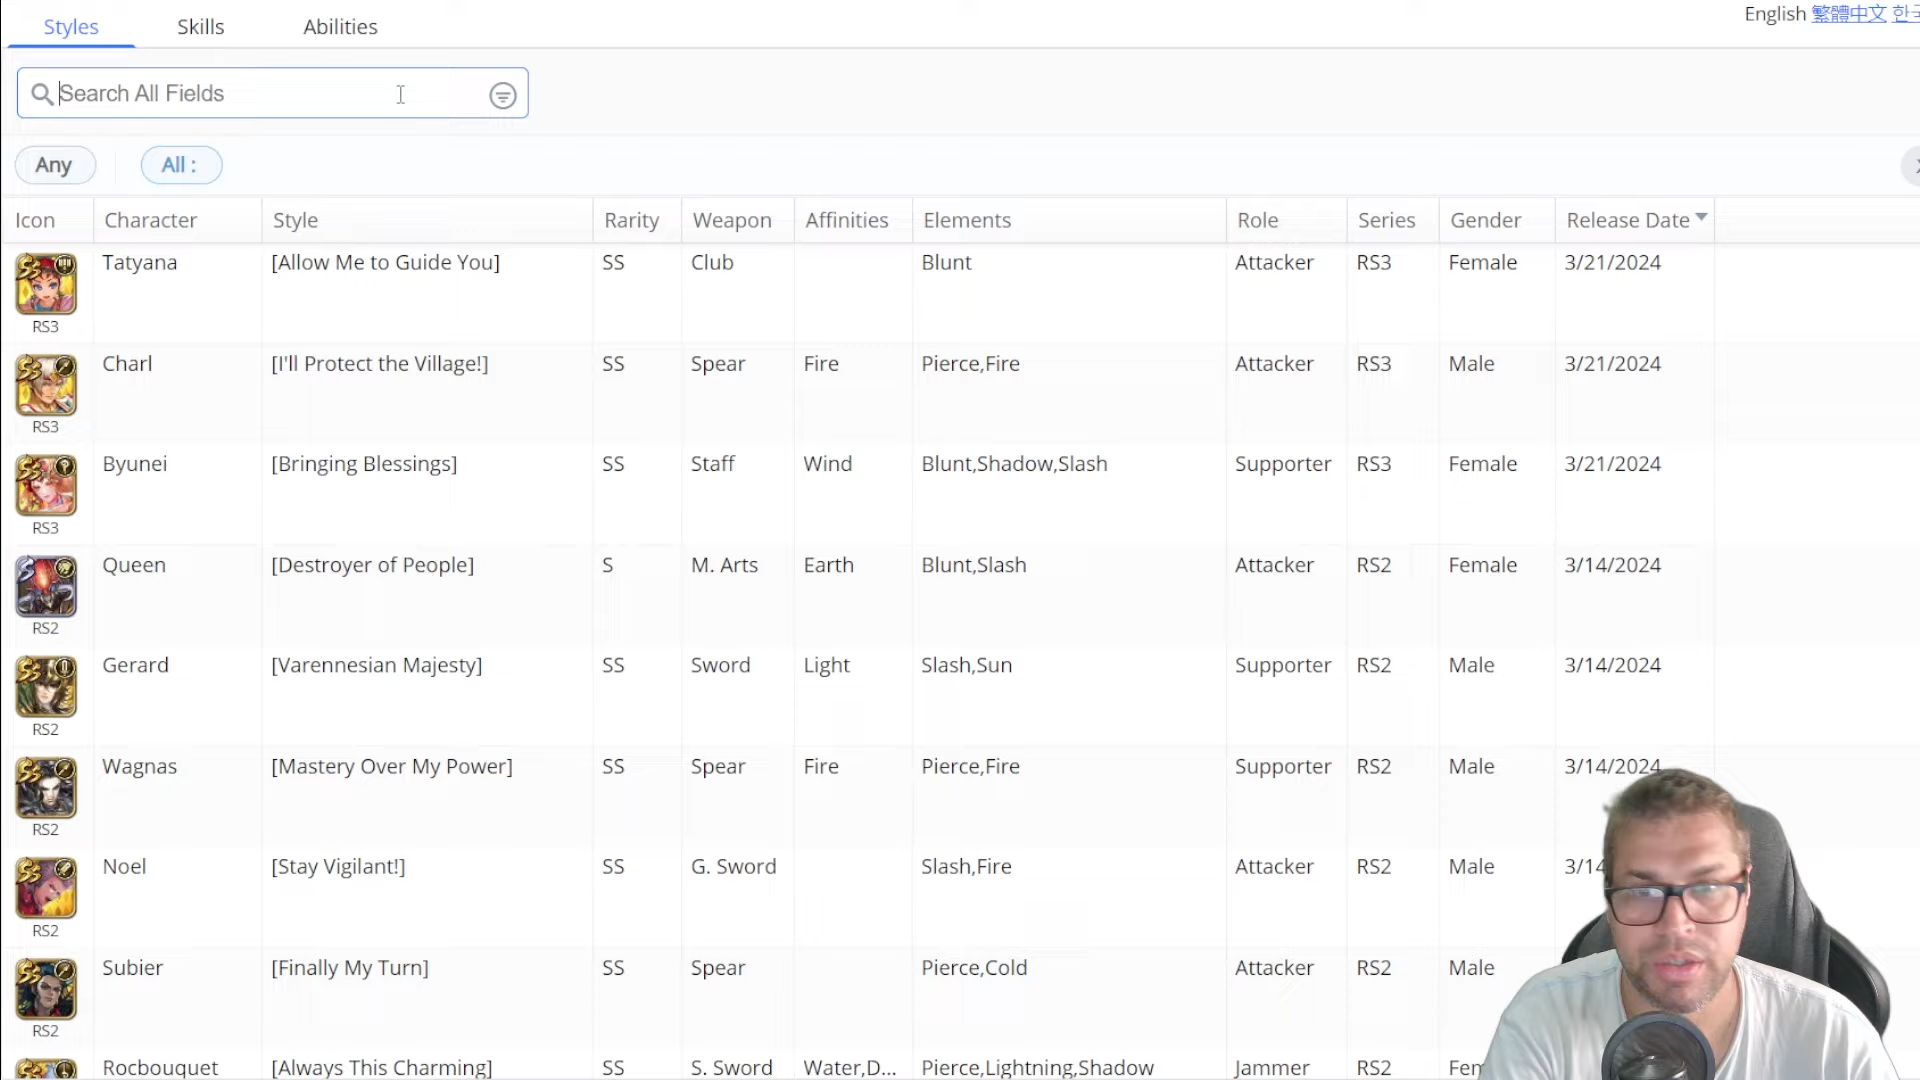 Styles Skills Abilities English 繁體中文
Search All Fields
Any All :
Icon Character Style Rarity Weapon Affinities Elements Role Series Gender Release Date
Tatyana [Allow Me to Guide You] SS Club Blunt Attacker RS3 Female 3/21/2024
RS3
Charl [I'll Protect the Village!] SS Spear Fire Pierce,Fire Attacker RS3 Male 3/21/2024
RS3
Byunei [Bringing Blessings] SS Staff Wind Blunt,Shadow,Slash Supporter RS3 Female 3/21/2024
RS3
Queen [Destroyer of People] S M. Arts Earth Blunt,Slash Attacker RS2 Female 3/14/2024
RS2
Gerard [Varennesian Majesty] SS Sword Light Slash,Sun Supporter RS2 Male 3/14/2024
RS2
Wagnas [Mastery Over My Power] SS Spear Fire Pierce,Fire Supporter RS2 Male 3/14/2024
RS2
Noel [Stay Vigilant!] SS G. Sword Slash,Fire Attacker RS2 Male 3/14
RS2
Subier [Finally My Turn] SS Spear Pierce,Cold Attacker RS2 Male
RS2
Rocbouquet [Always This Charming] SS S. Sword Water,D... Pierce,Lightning,Shadow Jammer RS2 Fem